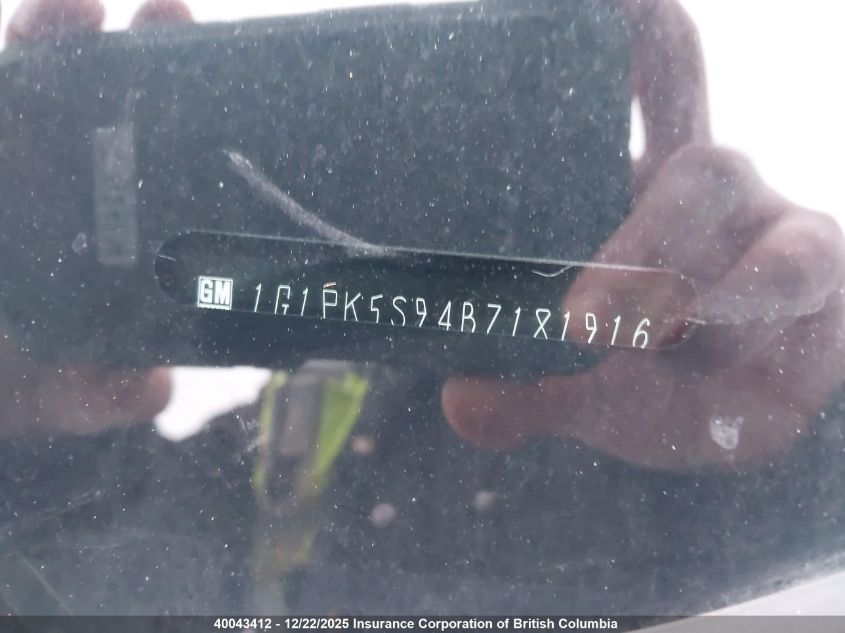 GM 1G1PK5S94B7181916
40043412 - 12/22/2025 Insurance Corporation of British Columbia